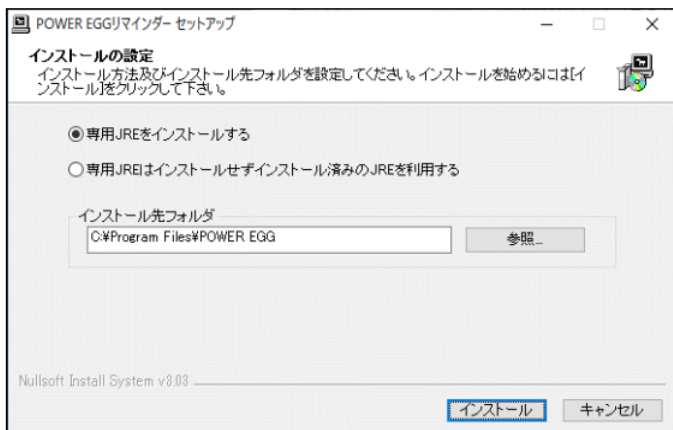 POWER EGGリマインダー セットアップ
インストールの設定
インストール方法及びインストール先フォルダを設定してください。インストールを始めるには[イ
ンストール]をクリックして下さい。
専用JREをインストールする
専用JREはインストールせずインストール済みのJREを利用する
インストール先フォルダ
C:¥Program Files¥POWER EGG
参照...
Nullsoft Install System v3.03
インストール
キャンセル